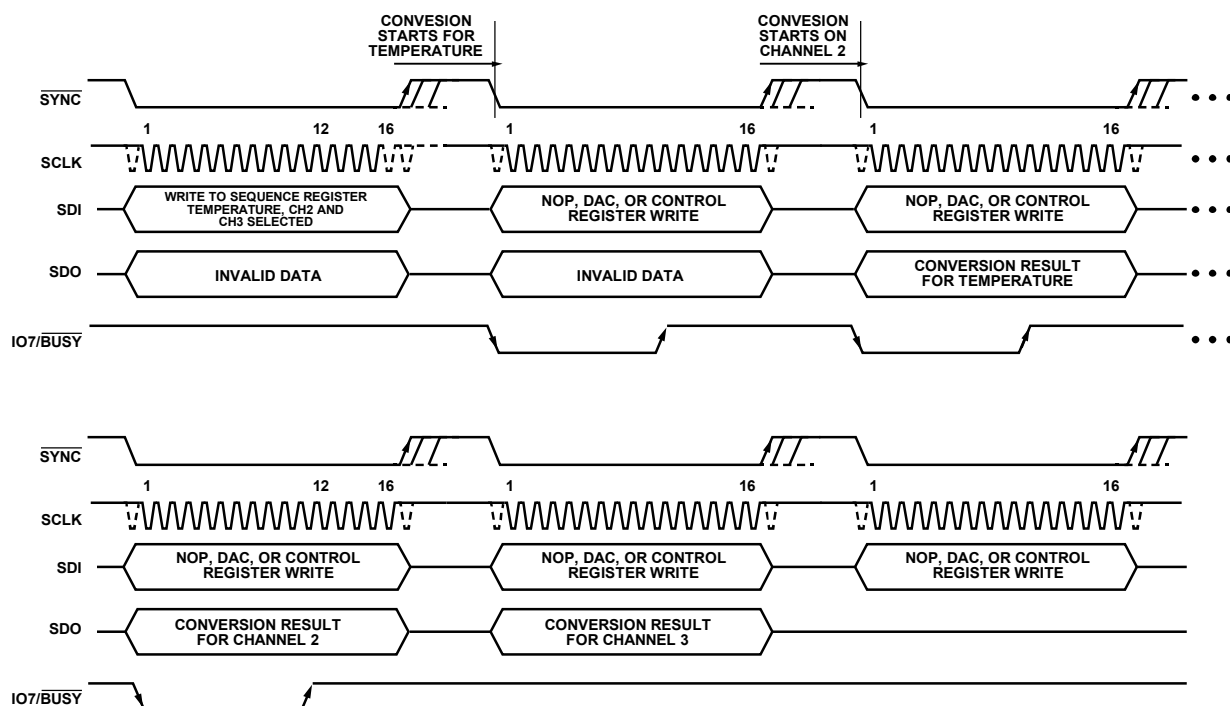 CONVESION
STARTS FOR
TEMPERATURE
CONVESION
STARTS ON
CHANNEL 2
SYNC
1 12 16 1 16 1 16
SCLK
SDI
WRITE TO SEQUENCE REGISTER
TEMPERATURE, CH2 AND
CH3 SELECTED
NOP, DAC, OR CONTROL
REGISTER WRITE
NOP, DAC, OR CONTROL
REGISTER WRITE
SDO
INVALID DATA
INVALID DATA
CONVERSION RESULT
FOR TEMPERATURE
IO7/BUSY
SYNC
1 12 16 1 16 1 16
SCLK
SDI
NOP, DAC, OR CONTROL
REGISTER WRITE
NOP, DAC, OR CONTROL
REGISTER WRITE
NOP, DAC, OR CONTROL
REGISTER WRITE
SDO
CONVERSION RESULT
FOR CHANNEL 2
CONVERSION RESULT
FOR CHANNEL 3
IO7/BUSY